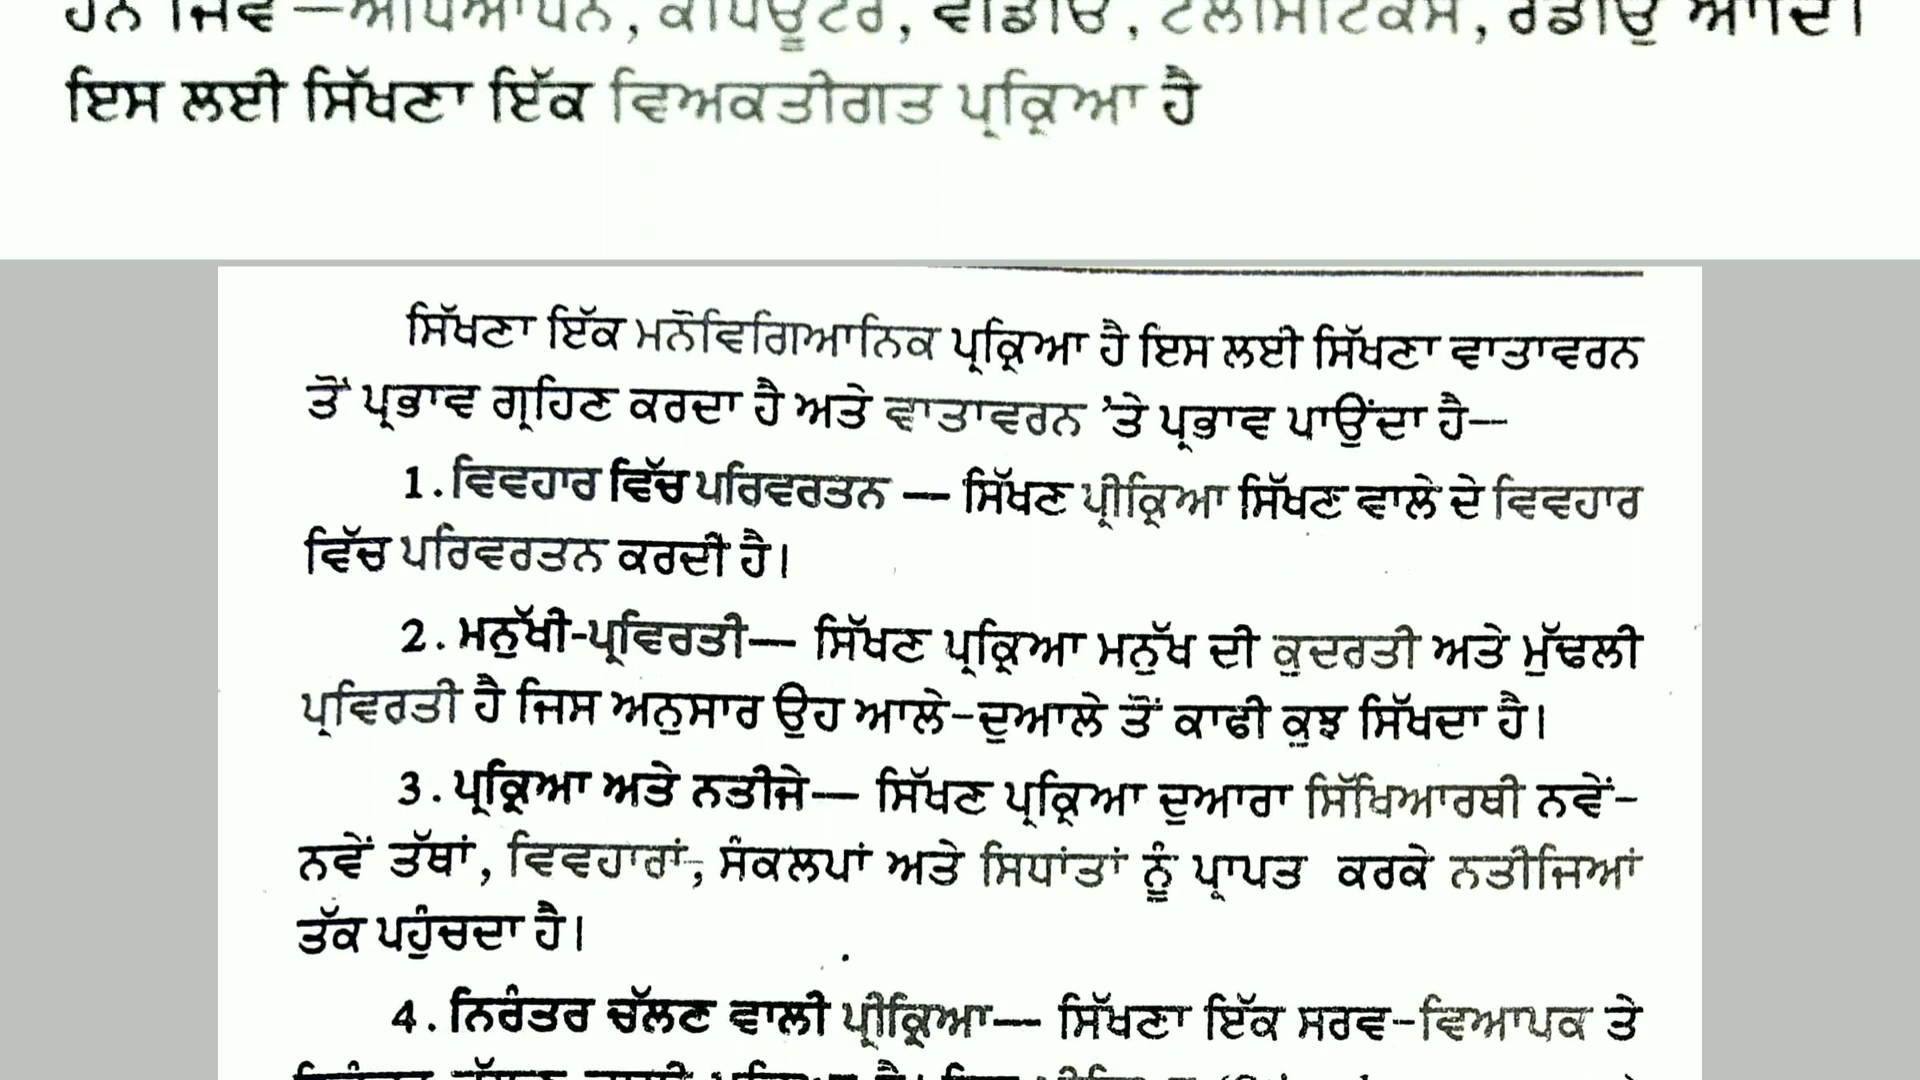 ਹਨ ਜਿਵੇਂ
ਇਸ ਲਈ ਸਿੱਖਣਾ ਇੱਕ ਵਿਅਕਤੀਗਤ ਪ੍ਰਕ੍ਰਿਆ ਹੈ
ਸਿੱਖਣਾ ਇੱਕ ਮਨੋਵਿਗਿਆਨਿਕ ਪ੍ਰਕ੍ਰਿਆ ਹੈ ਇਸ ਲਈ ਸਿੱਖਣਾ ਵਾਤਾਵਰਨ
ਤੋਂ ਪ੍ਰਭਾਵ ਗ੍ਰਹਿਣ ਕਰਦਾ ਹੈ ਅਤੇ ਵਾਤਾਵਰਨ 'ਤੇ ਪ੍ਰਭਾਵ ਪਾਉਂਦਾ ਹੈ—
1. ਵਿਵਹਾਰ ਵਿੱਚ ਪਰਿਵਰਤਨ — ਸਿੱਖਣ ਪ੍ਰੀਕ੍ਰਿਆ ਸਿੱਖਣ ਵਾਲੇ ਦੇ ਵਿਵਹਾਰ
ਵਿੱਚ ਪਰਿਵਰਤਨ ਕਰਦੀ ਹੈ।
2. ਮਨੁੱਖੀ-ਪ੍ਰਵਿਰਤੀ— ਸਿੱਖਣ ਪ੍ਰਕ੍ਰਿਆ ਮਨੁੱਖ ਦੀ ਕੁਦਰਤੀ ਅਤੇ ਮੁੱਢਲੀ
ਪ੍ਰਵਿਰਤੀ ਹੈ ਜਿਸ ਅਨੁਸਾਰ ਉਹ ਆਲੇ-ਦੁਆਲੇ ਤੋਂ ਕਾਫੀ ਕੁਝ ਸਿੱਖਦਾ ਹੈ।
3. ਪ੍ਰਕ੍ਰਿਆ ਅਤੇ ਨਤੀਜੇ— ਸਿੱਖਣ ਪ੍ਰਕ੍ਰਿਆ ਦੁਆਰਾ ਸਿੱਖਿਆਰਥੀ ਨਵੇਂ-
ਨਵੇਂ ਤੱਥਾਂ, ਵਿਵਹਾਰਾਂ, ਸੰਕਲਪਾਂ ਅਤੇ ਸਿਧਾਂਤਾਂ ਨੂੰ ਪ੍ਰਾਪਤ ਕਰਕੇ ਨਤੀਜਿਆਂ
ਤੱਕ ਪਹੁੰਚਦਾ ਹੈ।
4. ਨਿਰੰਤਰ ਚੱਲਣ ਵਾਲੀ ਪ੍ਰੀਕ੍ਰਿਆ— ਸਿੱਖਣਾ ਇੱਕ ਸਰਵ-ਵਿਆਪਕ ਤੇ